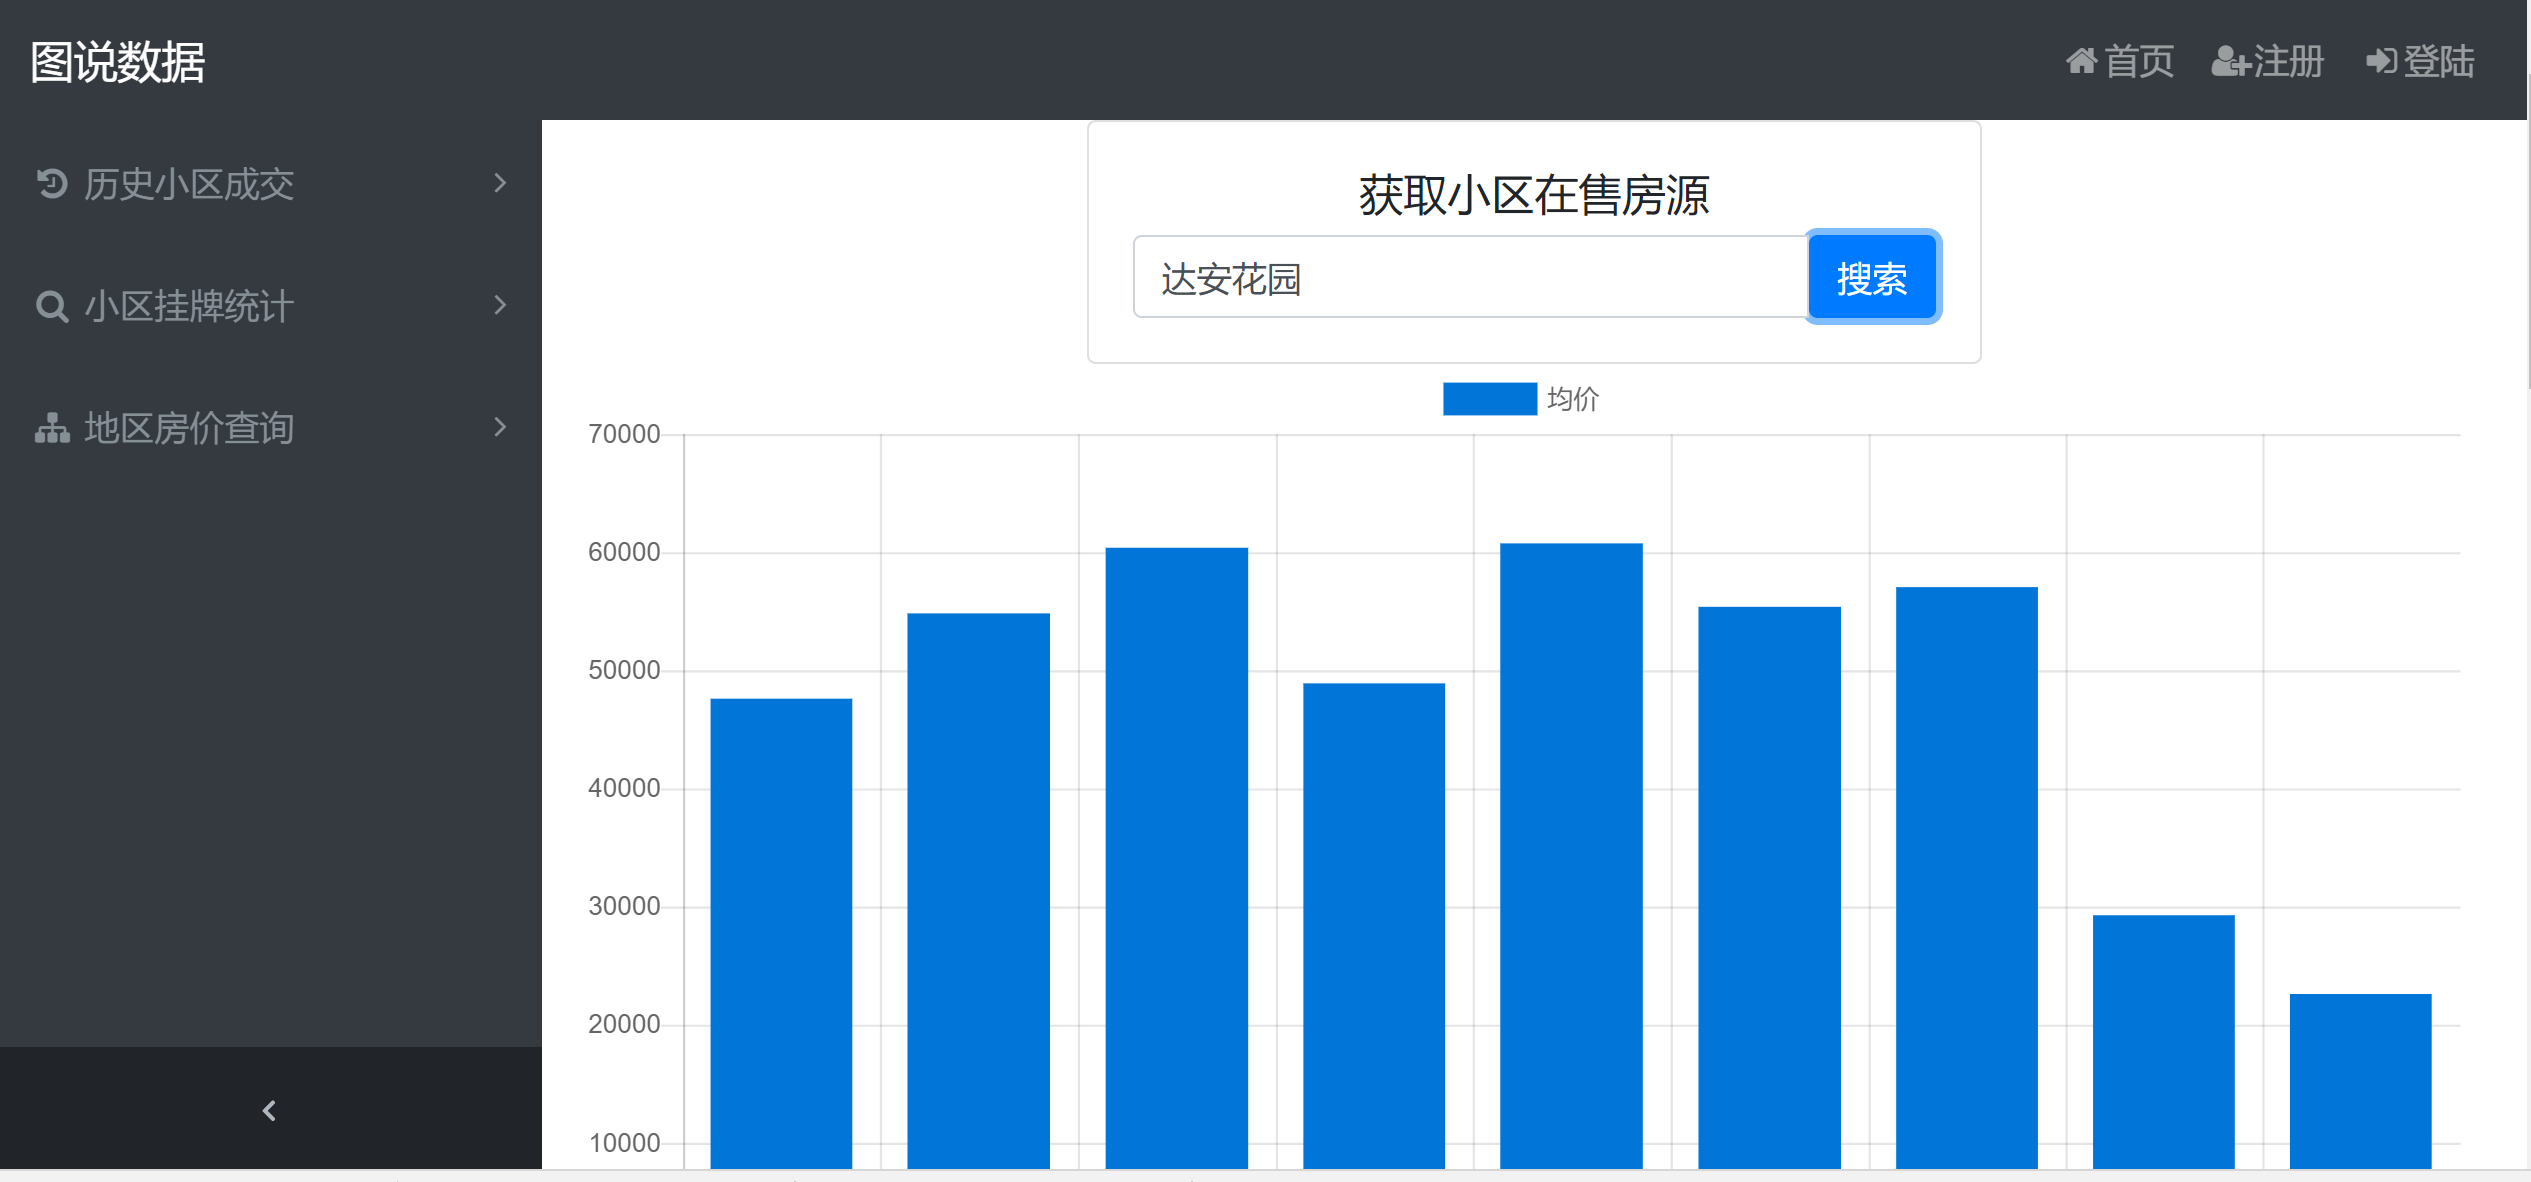 图说数据
首页 注册 登陆
历史小区成交
小区挂牌统计
地区房价查询
获取小区在售房源
达安花园 搜索
均价
70000
60000
50000
40000
30000
20000
10000